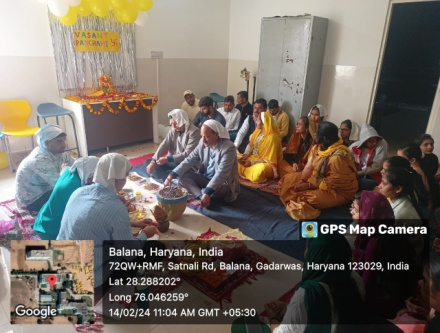 VASANT
PANCHAMI
GPS Map Camera
Balana, Haryana, India
72QW+RMF, Satnali Rd, Balana, Gadarwas, Haryana 123029, India
Lat 28.288202°
Long 76.046259°
14/02/24 11:04 AM GMT +05:30
Google